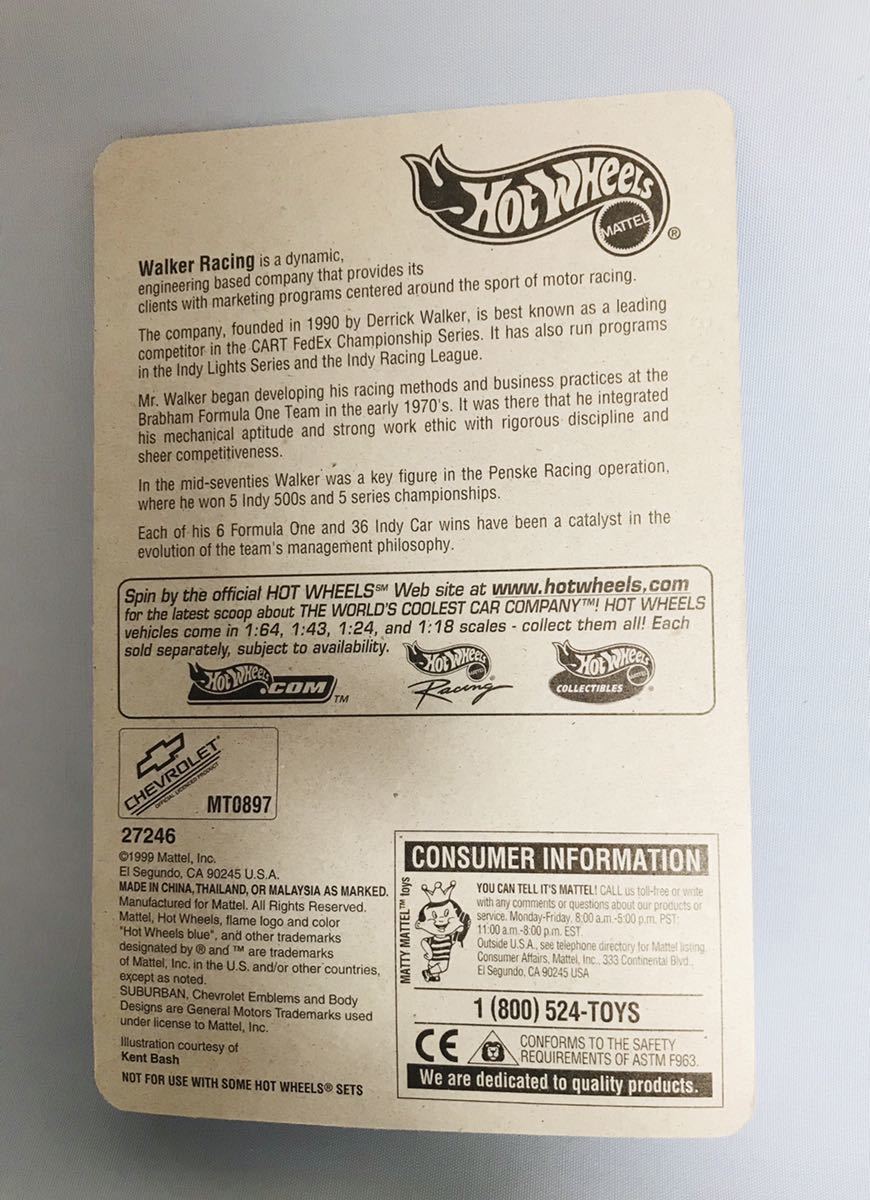 HOT WHEELS
MATTEL
®
Walker Racing is a dynamic,
engineering based company that provides its
clients with marketing programs centered around the sport of motor racing.
The company, founded in 1990 by Derrick Walker, is best known as a leading
competitor in the CART FedEx Championship Series. It has also run programs
in the Indy Lights Series and the Indy Racing League.
Mr. Walker began developing his racing methods and business practices at the
Brabham Formula One Team in the early 1970's. It was there that he integrated
his mechanical aptitude and strong work ethic with rigorous discipline and
sheer competitiveness.
In the mid-seventies Walker was a key figure in the Penske Racing operation,
where he won 5 Indy 500s and 5 series championships.
Each of his 6 Formula One and 36 Indy Car wins have been a catalyst in the
evolution of the team's management philosophy.
Spin by the official HOT WHEELS℠ Web site at www.hotwheels.com
for the latest scoop about THE WORLD'S COOLEST CAR COMPANY™! HOT WHEELS
vehicles come in 1:64, 1:43, 1:24, and 1:18 scales - collect them all! Each
sold separately, subject to availability.
HOT WHEELS .COM ™
HOT WHEELS Racing
HOT WHEELS COLLECTIBLES
CHEVROLET
OFFICIAL LICENSED PRODUCT
MT0897
27246
©1999 Mattel, Inc.
El Segundo, CA 90245 U.S.A.
MADE IN CHINA, THAILAND, OR MALAYSIA AS MARKED.
Manufactured for Mattel. All Rights Reserved.
Mattel, Hot Wheels, flame logo and color
"Hot Wheels blue", and other trademarks
designated by ® and ™ are trademarks
of Mattel, Inc. in the U.S. and/or other countries,
except as noted.
SUBURBAN, Chevrolet Emblems and Body
Designs are General Motors Trademarks used
under license to Mattel, Inc.
Illustration courtesy of
Kent Bash
NOT FOR USE WITH SOME HOT WHEELS® SETS
CONSUMER INFORMATION
MATTY MATTEL™ toys
YOU CAN TELL IT'S MATTEL! CALL us toll-free or write
with any comments or questions about our products or
service. Monday-Friday, 8:00 a.m.-5:00 p.m. PST:
11:00 a.m.-8:00 p.m. EST.
Outside U.S.A., see telephone directory for Mattel listing.
Consumer Affairs, Mattel, Inc., 333 Continental Blvd.,
El Segundo, CA 90245 USA
1 (800) 524-TOYS
CE
CONFORMS TO THE SAFETY
REQUIREMENTS OF ASTM F963.
We are dedicated to quality products.